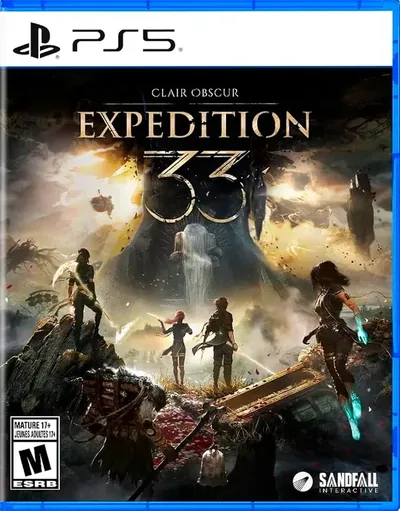 PS5
CLAIR OBSCUR
EXPEDITION
33
MATURE 17+
JEUNES ADULTES 17+
M
ESRB
SANDFALL
INTERACTIVE